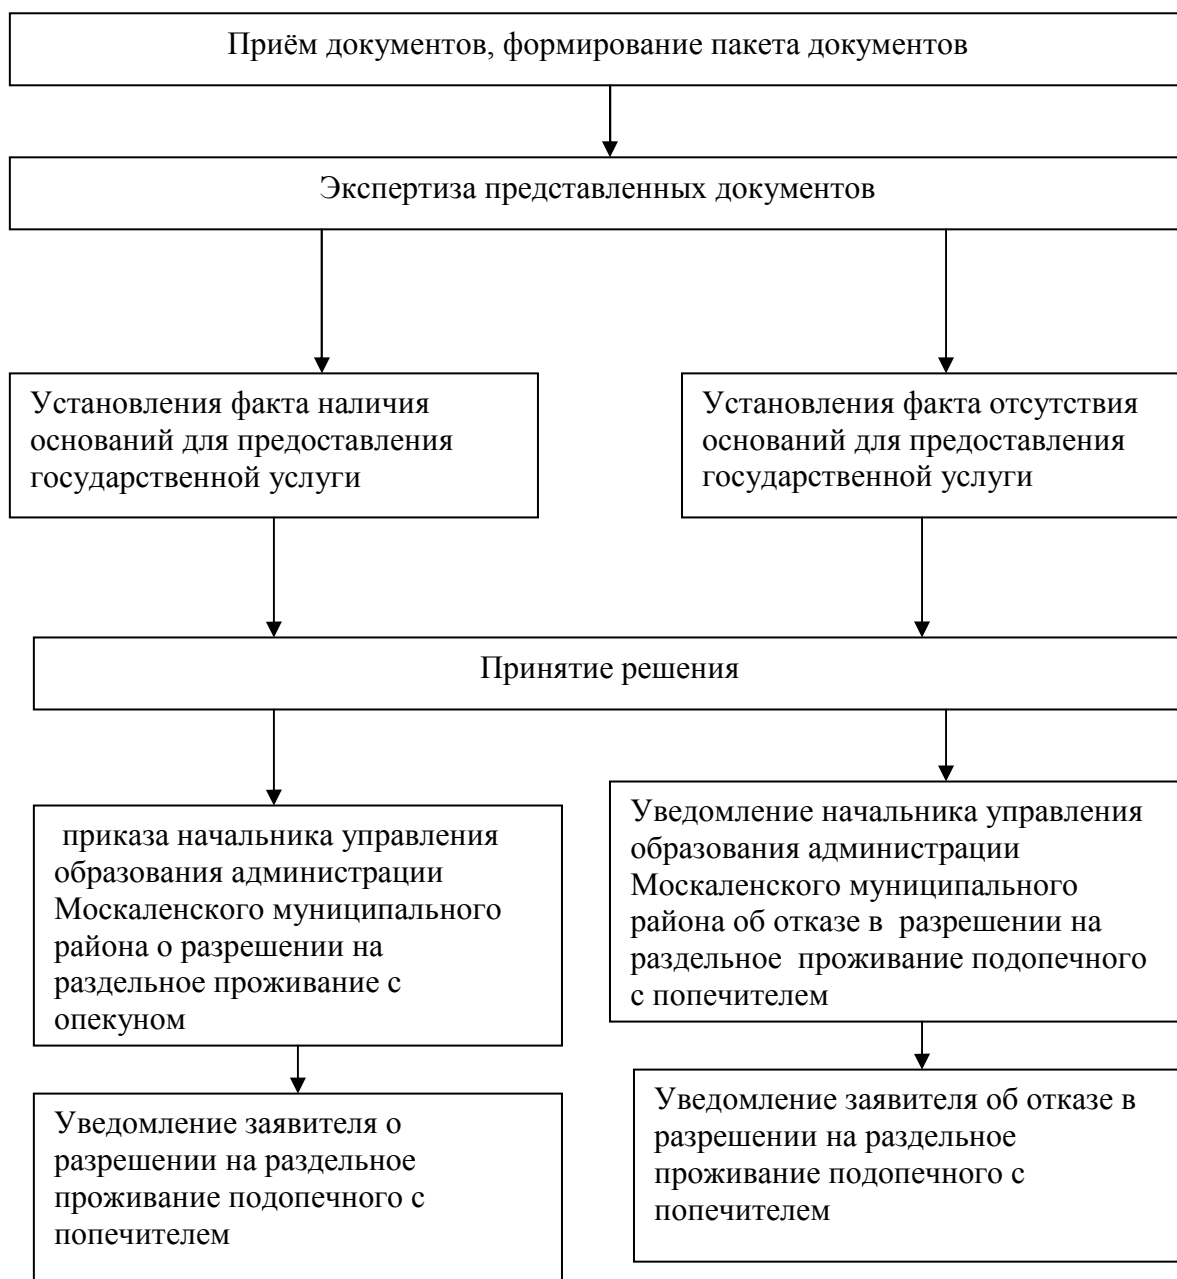 Приём документов, формирование пакета документов
Экспертиза представленных документов
Установления факта наличия
оснований для предоставления
государственной услуги
Установления факта отсутствия
оснований для предоставления
государственной услуги
Принятие решения
приказа начальника управления
образования администрации
Москаленского муниципального
района о разрешении на
раздельное проживание с
опекуном
Уведомление начальника управления
образования администрации
Москаленского муниципального
района об отказе в разрешении на
раздельное проживание подопечного
с попечителем
Уведомление заявителя о
разрешении на раздельное
проживание подопечного с
попечителем
Уведомление заявителя об отказе в
разрешении на раздельное
проживание подопечного с
попечителем